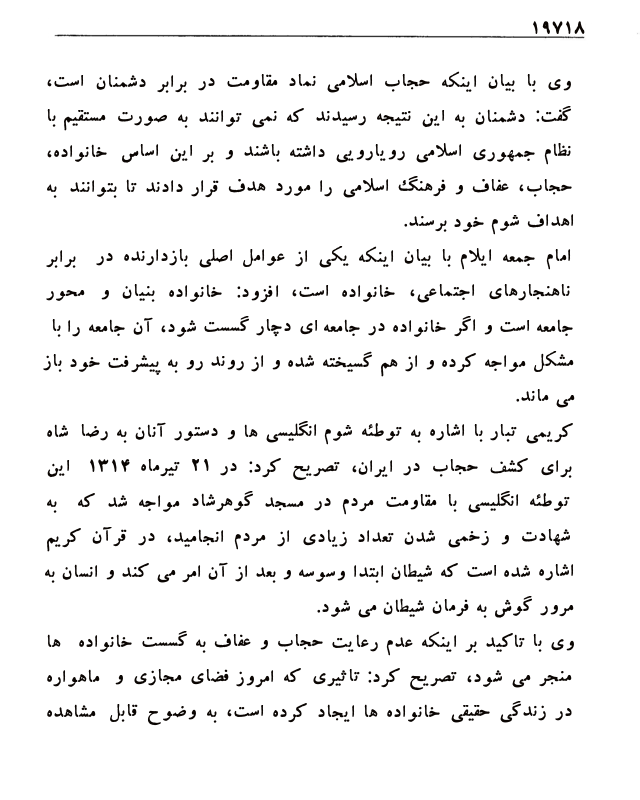 ۱۹۷۱۸
وی با بیان اینکه حجاب اسلامی نماد مقاومت در برابر دشمنان است،
گفت: دشمنان به این نتیجه رسیدند که نمی توانند به صورت مستقیم با
نظام جمهوری اسلامی رویارویی داشته باشند و بر این اساس خانواده،
حجاب، عفاف و فرهنگ اسلامی را مورد هدف قرار دادند تا بتوانند به
اهداف شوم خود برسند.
امام جمعه ایلام با بیان اینکه یکی از عوامل اصلی بازدارنده در برابر
ناهنجارهای اجتماعی، خانواده است، افزود: خانواده بنیان و محور
جامعه است و اگر خانواده در جامعه ای دچار گسست شود، آن جامعه را با
مشکل مواجه کرده و از هم گسیخته شده و از روند رو به پیشرفت خود باز
می ماند.
کریمی تبار با اشاره به توطئه شوم انگلیسی ها و دستور آنان به رضا شاه
برای کشف حجاب در ایران، تصریح کرد: در ۲۱ تیرماه ۱۳۱۴ این
توطئه انگلیسی با مقاومت مردم در مسجد گوهرشاد مواجه شد که به
شهادت و زخمی شدن تعداد زیادی از مردم انجامید، در قرآن کریم
اشاره شده است که شیطان ابتدا وسوسه و بعد از آن امر می کند و انسان به
مرور گوش به فرمان شیطان می شود.
وی با تاکید بر اینکه عدم رعایت حجاب و عفاف به گسست خانواده ها
منجر می شود، تصریح کرد: تاثیری که امروز فضای مجازی و ماهواره
در زندگی حقیقی خانواده ها ایجاد کرده است، به وضوح قابل مشاهده